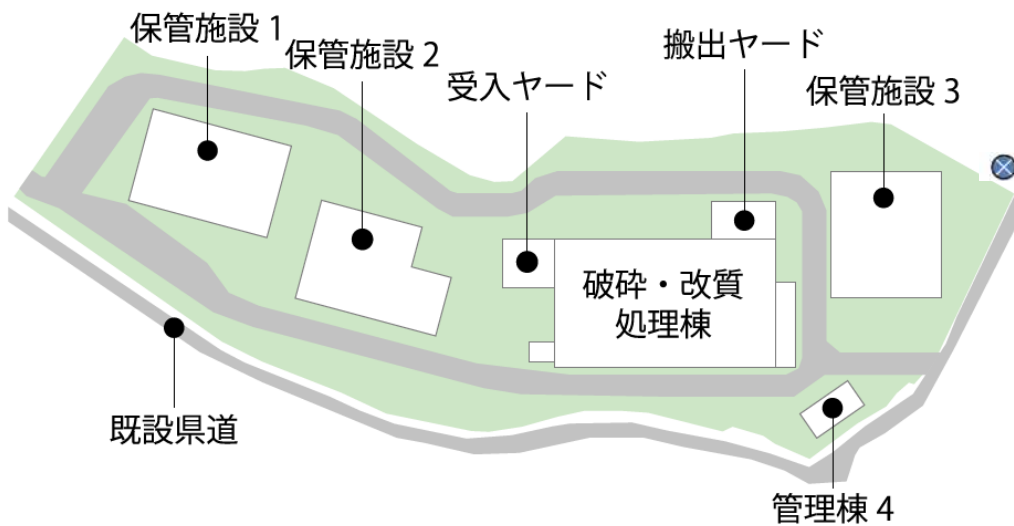 保管施設 1
保管施設 2
受入ヤード
搬出ヤード
保管施設 3
破砕・改質
処理棟
既設県道
管理棟 4